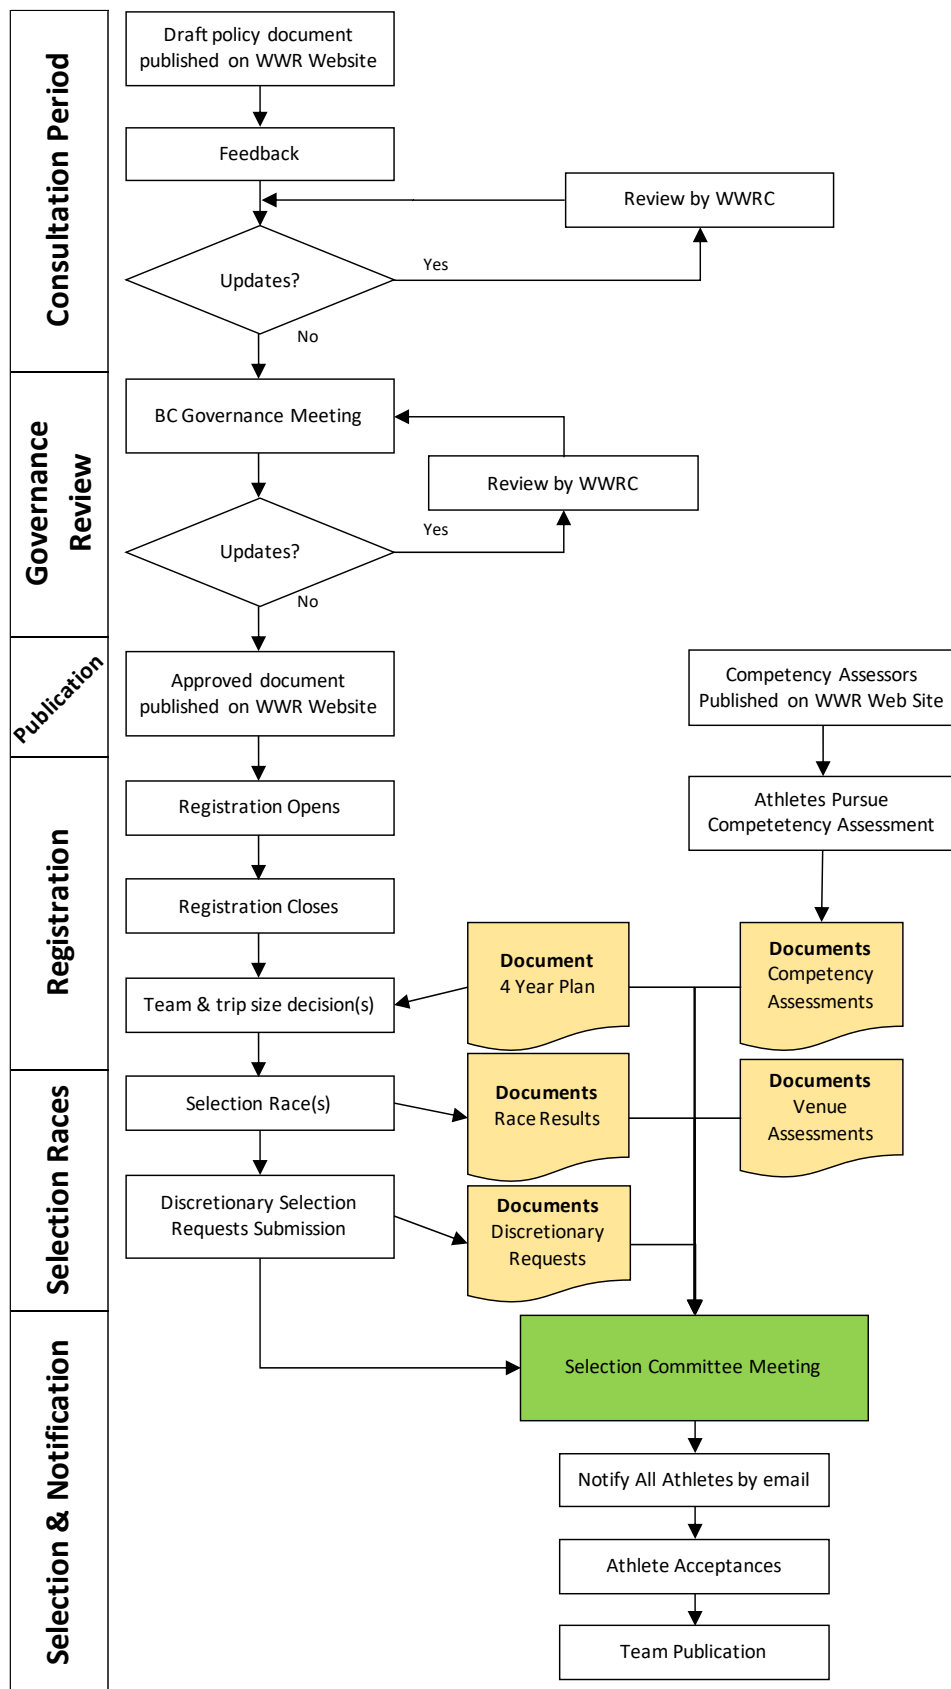 Consultation Period
Draft policy document
published on WWR Website
Feedback
Review by WWRC
Updates?
Yes
No
Governance
Review
BC Governance Meeting
Review by WWRC
Updates?
Yes
No
Publication
Approved document
published on WWR Website
Competency Assessors
Published on WWR Web Site
Registration
Registration Opens
Athletes Pursue
Competetency Assessment
Registration Closes
Team & trip size decision(s)
Document
4 Year Plan
Documents
Competency
Assessments
Selection Races
Selection Race(s)
Documents
Race Results
Documents
Venue
Assessments
Discretionary Selection
Requests Submission
Documents
Discretionary
Requests
Selection & Notification
Selection Committee Meeting
Notify All Athletes by email
Athlete Acceptances
Team Publication